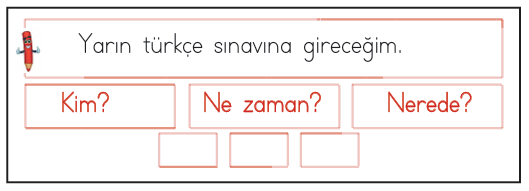 Yarın türkçe sınavına gireceğim.
Kim? Ne zaman? Nerede?